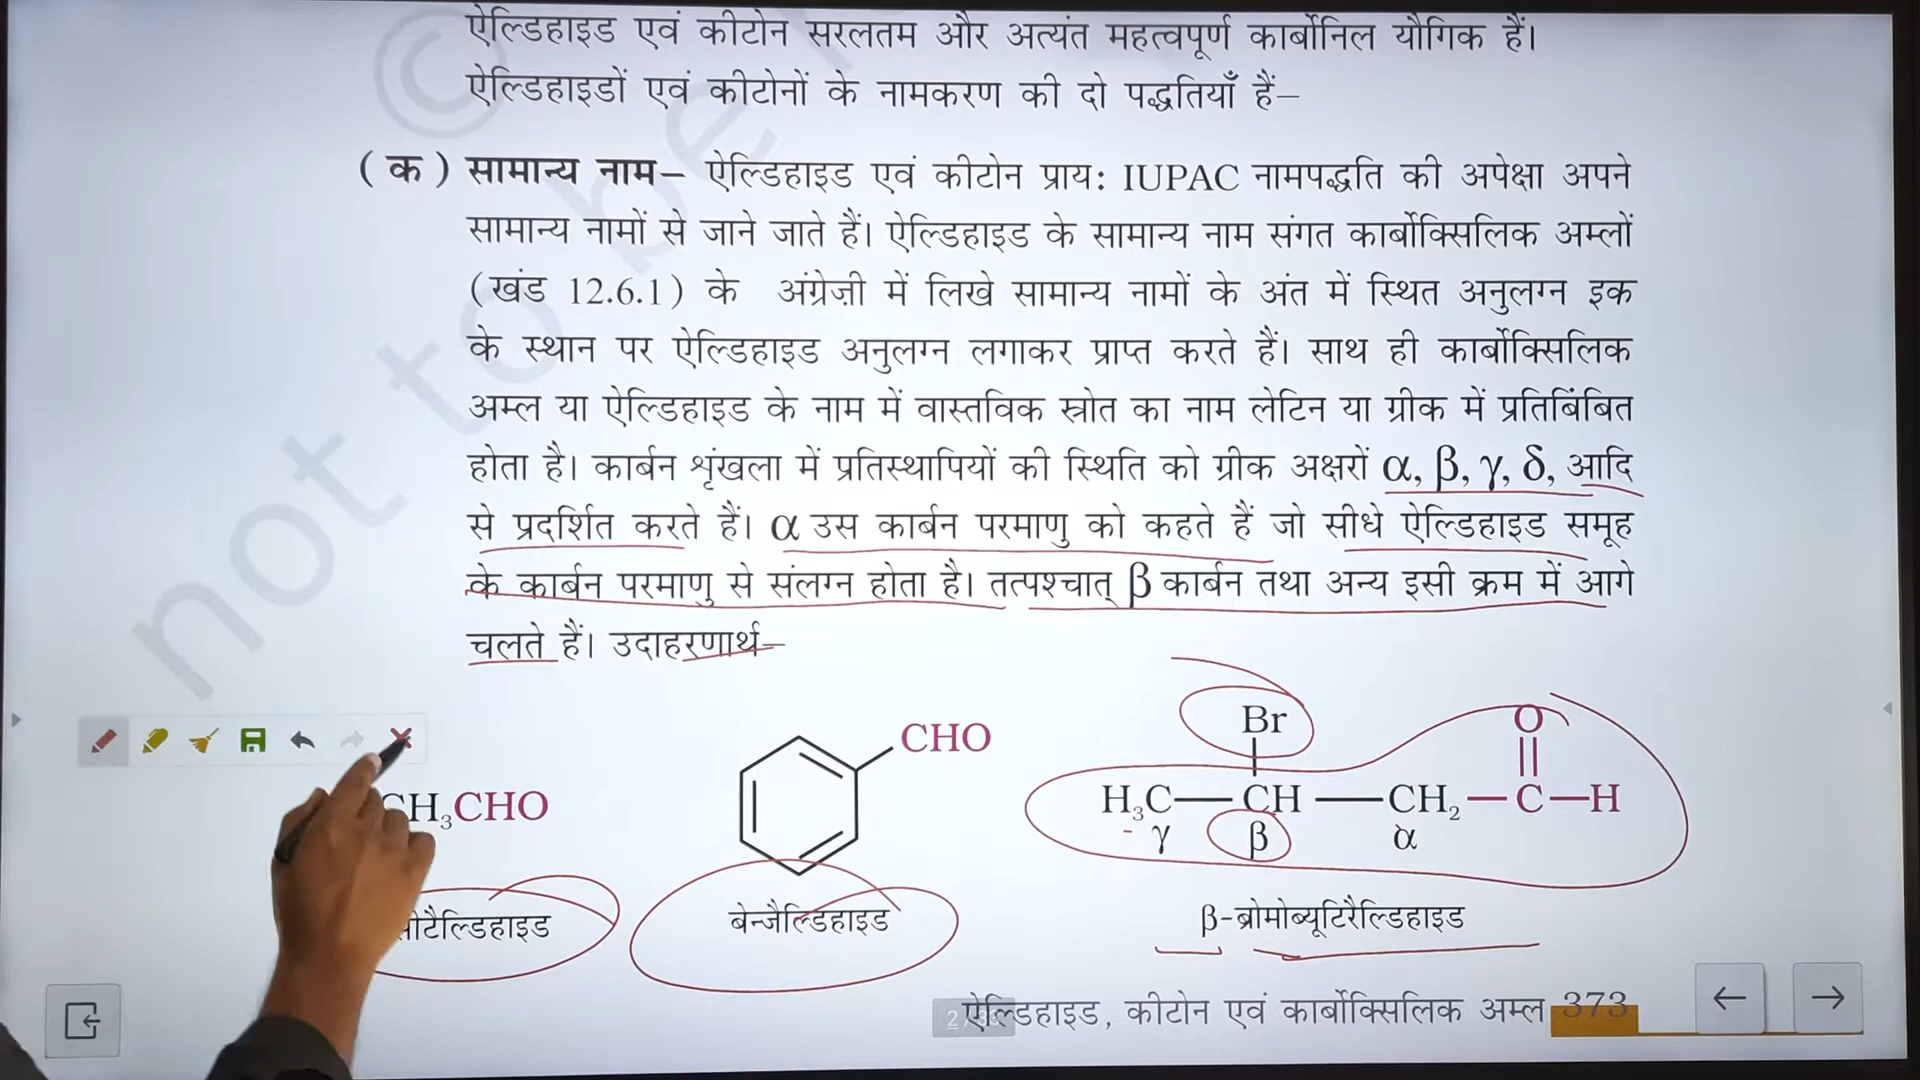 ऐल्डिहाइड एवं कीटोन सरलतम और अत्यंत महत्वपूर्ण कार्बोनिल यौगिक हैं।
ऐल्डिहाइडों एवं कीटोनों के नामकरण की दो पद्धतियाँ हैं–
(क) सामान्य नाम– ऐल्डिहाइड एवं कीटोन प्राय: IUPAC नामपद्धति की अपेक्षा अपने
सामान्य नामों से जाने जाते हैं। ऐल्डिहाइड के सामान्य नाम संगत कार्बोक्सिलिक अम्लों
(खंड 12.6.1) के अंग्रेज़ी में लिखे सामान्य नामों के अंत में स्थित अनुलग्न इक
के स्थान पर ऐल्डिहाइड अनुलग्न लगाकर प्राप्त करते हैं। साथ ही कार्बोक्सिलिक
अम्ल या ऐल्डिहाइड के नाम में वास्तविक स्रोत का नाम लेटिन या ग्रीक में प्रतिबिंबित
होता है। कार्बन शृंखला में प्रतिस्थापियों की स्थिति को ग्रीक अक्षरों α, β, γ, δ, आदि
से प्रदर्शित करते हैं। α उस कार्बन परमाणु को कहते हैं जो सीधे ऐल्डिहाइड समूह
के कार्बन परमाणु से संलग्न होता है। तत्पश्चात् β कार्बन तथा अन्य इसी क्रम में आगे
चलते हैं। उदाहरणार्थ–
CH₃CHO
CHO
Br
O
H₃C—CH—CH₂—C—H
γ β α
बेन्जैल्डिहाइड
β-ब्रोमोब्यूटिरैल्डिहाइड
ऐल्डिहाइड, कीटोन एवं कार्बोक्सिलिक अम्ल 373
© not to be